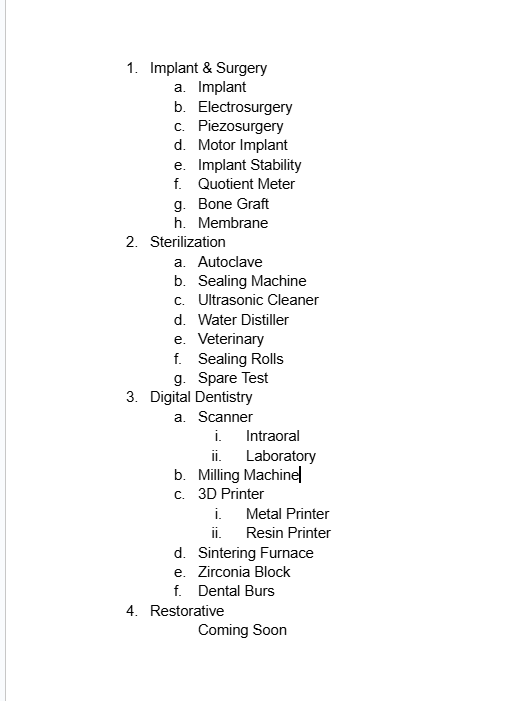 1. Implant & Surgery
a. Implant
b. Electrosurgery
c. Piezosurgery
d. Motor Implant
e. Implant Stability
f. Quotient Meter
g. Bone Graft
h. Membrane
2. Sterilization
a. Autoclave
b. Sealing Machine
c. Ultrasonic Cleaner
d. Water Distiller
e. Veterinary
f. Sealing Rolls
g. Spare Test
3. Digital Dentistry
a. Scanner
i. Intraoral
ii. Laboratory
b. Milling Machine
c. 3D Printer
i. Metal Printer
ii. Resin Printer
d. Sintering Furnace
e. Zirconia Block
f. Dental Burs
4. Restorative
Coming Soon